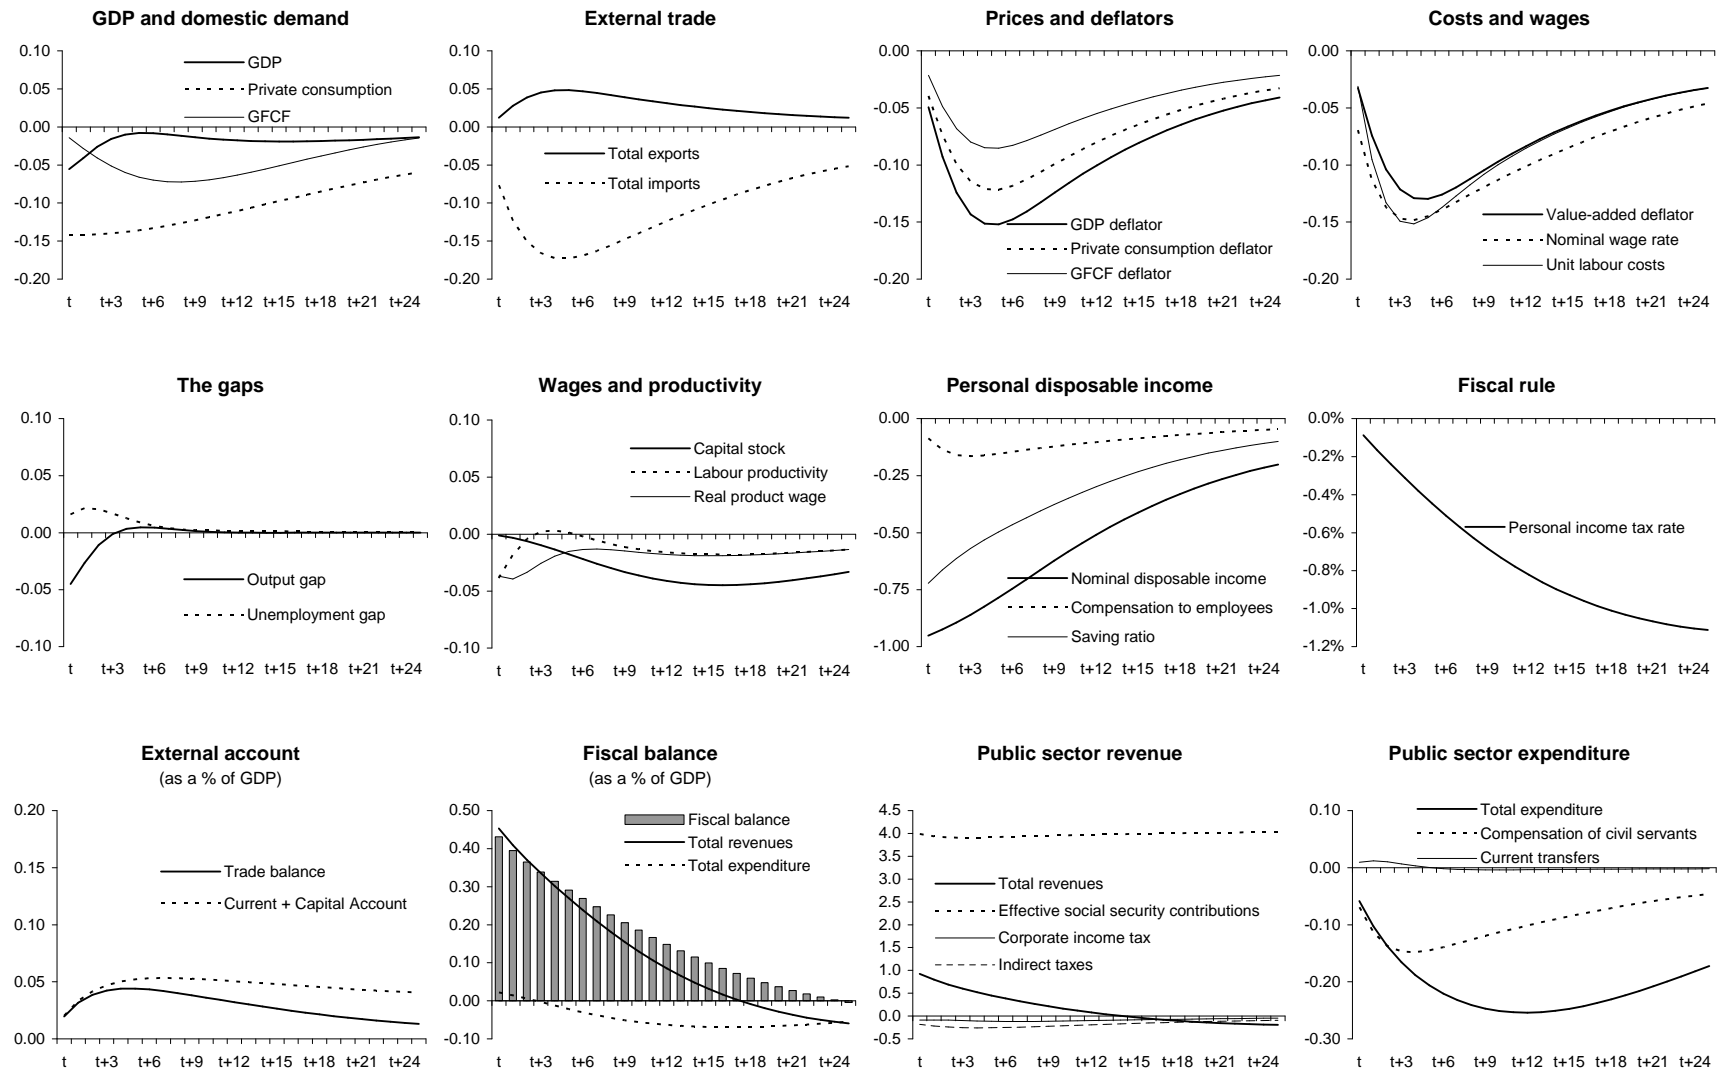 GDP and domestic demand
0.10
0.05
0.00
-0.05
-0.10
-0.15
-0.20
GDP
Private consumption
GFCF
t t+3 t+6 t+9 t+12 t+15 t+18 t+21 t+24
External trade
0.10
0.05
0.00
-0.05
-0.10
-0.15
-0.20
Total exports
Total imports
t t+3 t+6 t+9 t+12 t+15 t+18 t+21 t+24
Prices and deflators
0.00
-0.05
-0.10
-0.15
-0.20
GDP deflator
Private consumption deflator
GFCF deflator
t t+3 t+6 t+9 t+12 t+15 t+18 t+21 t+24
Costs and wages
0.00
-0.05
-0.10
-0.15
-0.20
Value-added deflator
Nominal wage rate
Unit labour costs
t t+3 t+6 t+9 t+12 t+15 t+18 t+21 t+24
The gaps
0.10
0.05
0.00
-0.05
-0.10
Output gap
Unemployment gap
t t+3 t+6 t+9 t+12 t+15 t+18 t+21 t+24
Wages and productivity
0.10
0.05
0.00
-0.05
-0.10
Capital stock
Labour productivity
Real product wage
t t+3 t+6 t+9 t+12 t+15 t+18 t+21 t+24
Personal disposable income
0.00
-0.25
-0.50
-0.75
-1.00
Nominal disposable income
Compensation to employees
Saving ratio
t t+3 t+6 t+9 t+12 t+15 t+18 t+21 t+24
Fiscal rule
0.0%
-0.2%
-0.4%
-0.6%
-0.8%
-1.0%
-1.2%
Personal income tax rate
t t+3 t+6 t+9 t+12 t+15 t+18 t+21 t+24
External account
(as a % of GDP)
0.20
0.15
0.10
0.05
0.00
Trade balance
Current + Capital Account
t t+3 t+6 t+9 t+12 t+15 t+18 t+21 t+24
Fiscal balance
(as a % of GDP)
0.50
0.40
0.30
0.20
0.10
0.00
-0.10
Fiscal balance
Total revenues
Total expenditure
t t+3 t+6 t+9 t+12 t+15 t+18 t+21 t+24
Public sector revenue
4.5
4.0
3.5
3.0
2.5
2.0
1.5
1.0
0.5
0.0
-0.5
Total revenues
Effective social security contributions
Corporate income tax
Indirect taxes
t t+3 t+6 t+9 t+12 t+15 t+18 t+21 t+24
Public sector expenditure
0.10
0.00
-0.10
-0.20
-0.30
Total expenditure
Compensation of civil servants
Current transfers
t t+3 t+6 t+9 t+12 t+15 t+18 t+21 t+24